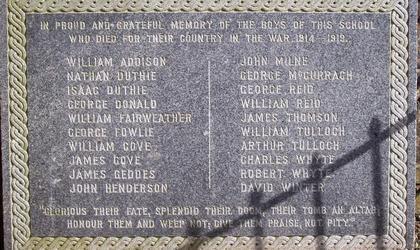 IN PROUD AND GRATEFUL MEMORY OF THE BOYS OF THIS SCHOOL
WHO DIED FOR THEIR COUNTRY IN THE WAR 1914–1919.
WILLIAM ADDISON
NATHAN DUTHIE
ISAAC DUTHIE
GEORGE DONALD
WILLIAM FAIRWEATHER
GEORGE FOWLIE
WILLIAM GOVE
JAMES GOVE
JAMES GEDDES
JOHN HENDERSON
JOHN MILNE
GEORGE McCURRACH
GEORGE REID
WILLIAM REID
JAMES THOMSON
WILLIAM TULLOCH
ARTHUR TULLOCH
CHARLES WHYTE
ROBERT WHYTE
DAVID WINTER
"GLORIOUS THEIR FATE, SPLENDID THEIR DOOM, THEIR TOMB AN ALTAR:
HONOUR THEM AND WEEP NOT; GIVE THEM PRAISE, NOT PITY."